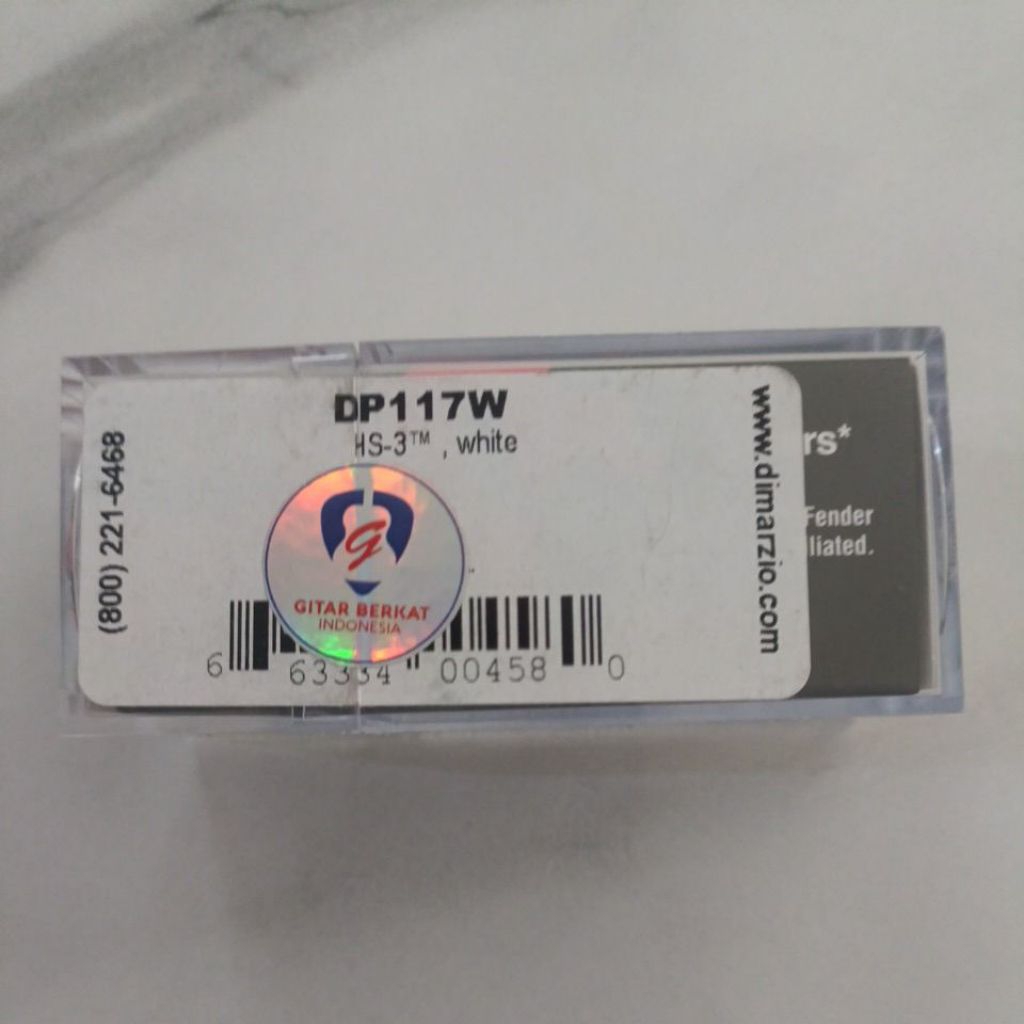 DP117W
HS-3™ , white
(800) 221-6468
www.dimarzio.com
g
GITAR BERKAT
INDONESIA
6 63334 00458 0
rs*
Fender
liated.